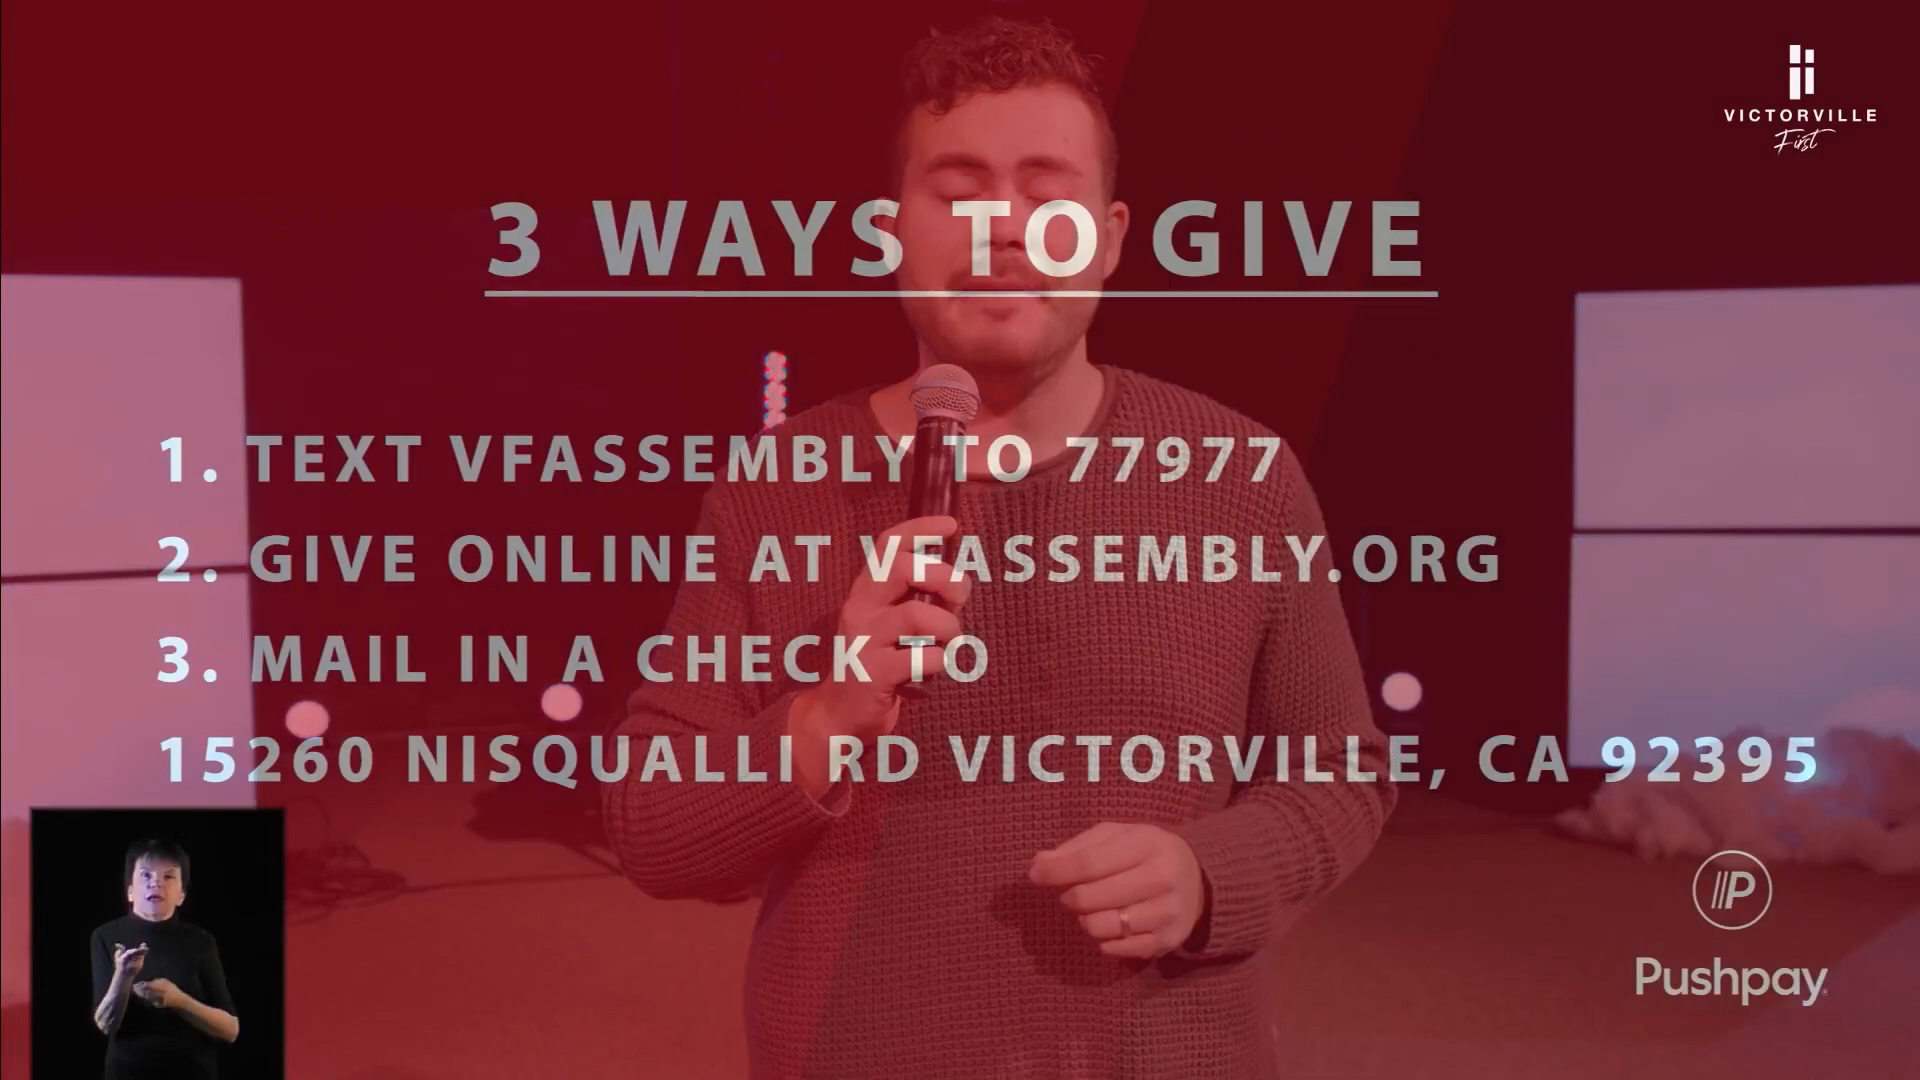 VICTORVILLE
First
3 WAYS TO GIVE
1. TEXT VFASSEMBLY TO 77977
2. GIVE ONLINE AT VFASSEMBLY.ORG
3. MAIL IN A CHECK TO
15260 NISQUALLI RD VICTORVILLE, CA 92395
P
Pushpay